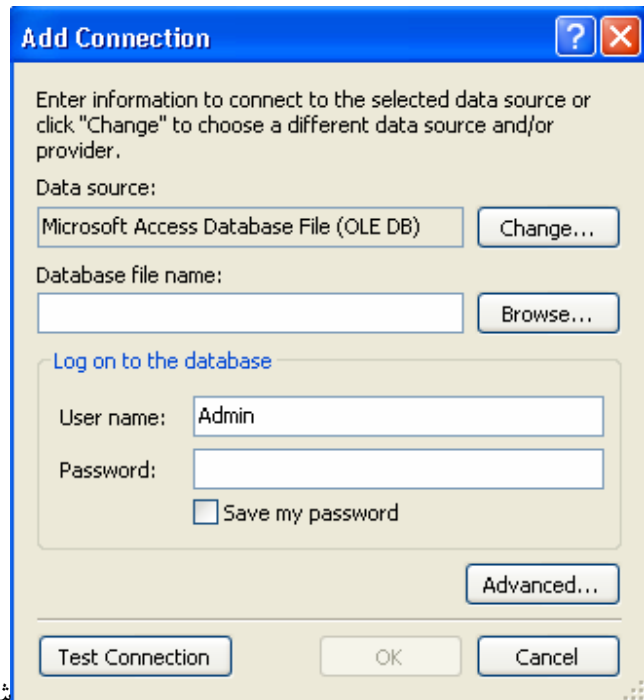 Add Connection
Enter information to connect to the selected data source or
click "Change" to choose a different data source and/or
provider.
Data source:
Microsoft Access Database File (OLE DB)
Change...
Database file name:
Browse...
Log on to the database
User name:
Admin
Password:
Save my password
Advanced...
Test Connection
OK
Cancel